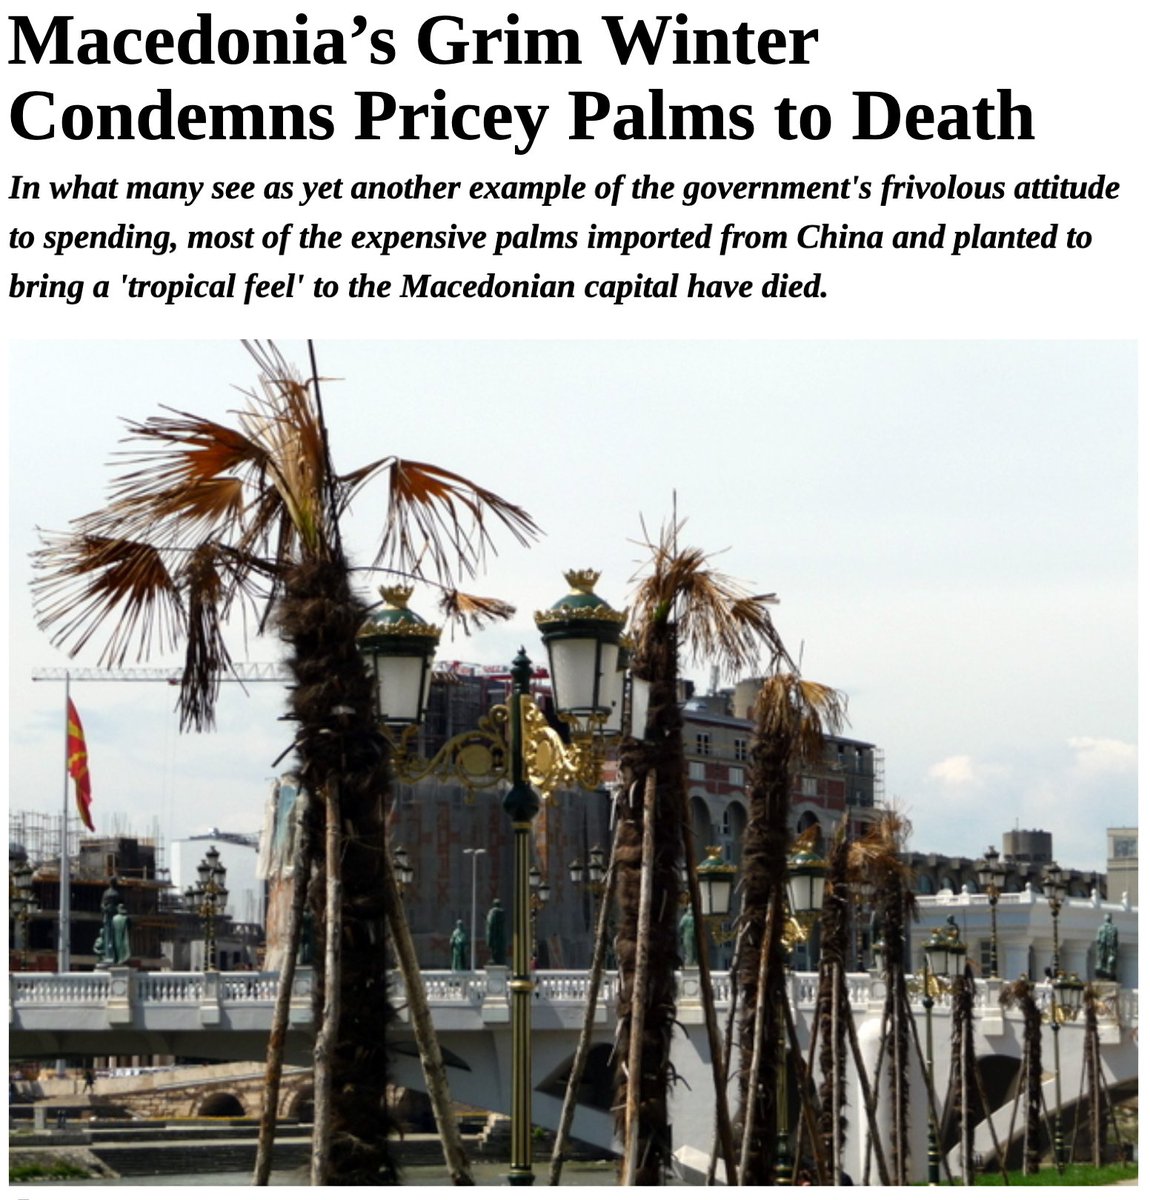 Macedonia’s Grim Winter
Condemns Pricey Palms to Death
In what many see as yet another example of the government's frivolous attitude
to spending, most of the expensive palms imported from China and planted to
bring a 'tropical feel' to the Macedonian capital have died.